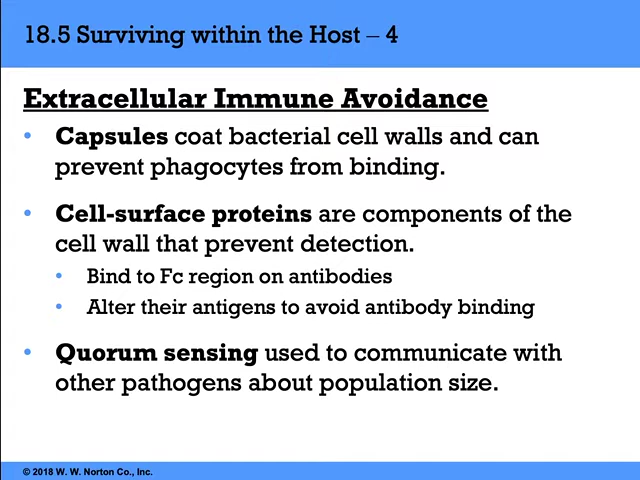 18.5 Surviving within the Host – 4
Extracellular Immune Avoidance
• Capsules coat bacterial cell walls and can
prevent phagocytes from binding.
• Cell-surface proteins are components of the
cell wall that prevent detection.
• Bind to Fc region on antibodies
• Alter their antigens to avoid antibody binding
• Quorum sensing used to communicate with
other pathogens about population size.
© 2018 W. W. Norton Co., Inc.